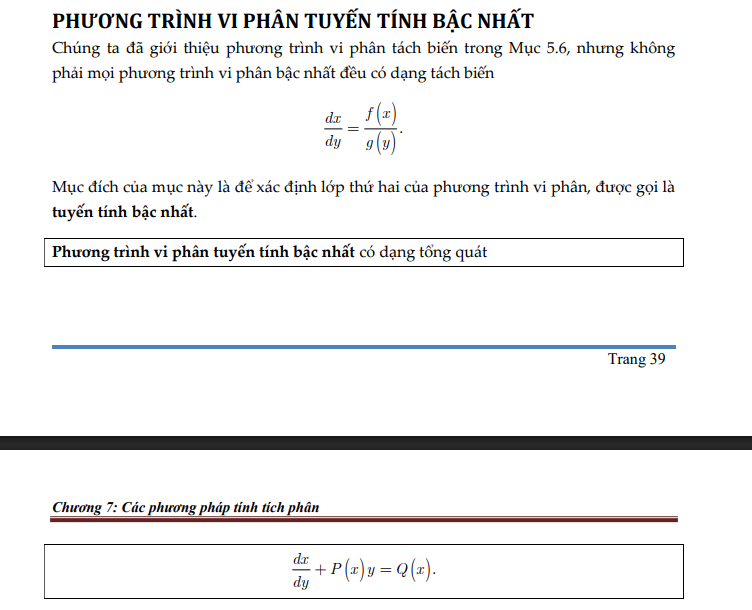 PHƯƠNG TRÌNH VI PHÂN TUYẾN TÍNH BẬC NHẤT
Chúng ta đã giới thiệu phương trình vi phân tách biến trong Mục 5.6, nhưng không
phải mọi phương trình vi phân bậc nhất đều có dạng tách biến
dx/dy = f(x)/g(y).
Mục đích của mục này là để xác định lớp thứ hai của phương trình vi phân, được gọi là
tuyến tính bậc nhất.
Phương trình vi phân tuyến tính bậc nhất có dạng tổng quát
Trang 39
Chương 7: Các phương pháp tính tích phân
dx/dy + P(x)y = Q(x).